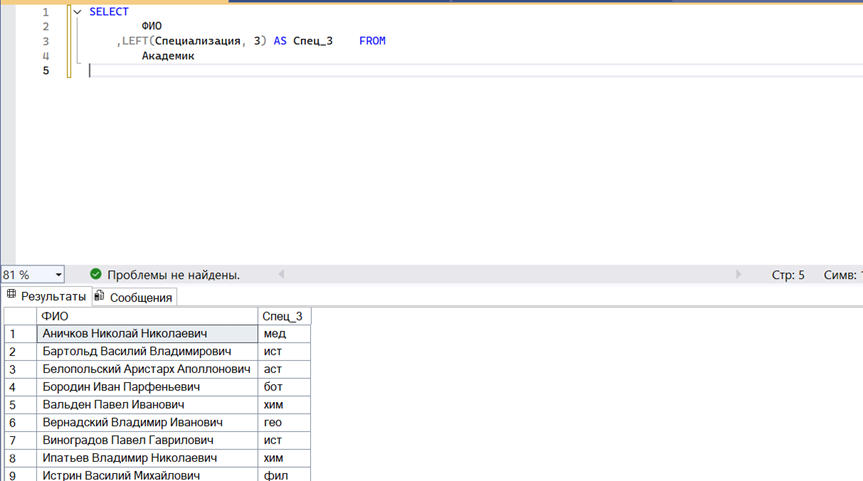 1 SELECT
2 ФИО
3 ,LEFT(Специализация, 3) AS Спец_3 FROM
4 Академик
5
81 % Проблемы не найдены. Стр: 5 Симв:
Результаты Сообщения
ФИО Спец_3
1 Аничков Николай Николаевич мед
2 Бартольд Василий Владимирович ист
3 Белопольский Аристарх Аполлонович аст
4 Бородин Иван Парфеньевич бот
5 Вальден Павел Иванович хим
6 Вернадский Владимир Иванович гео
7 Виноградов Павел Гаврилович ист
8 Ипатьев Владимир Николаевич хим
9 Истрин Василий Михайлович фил